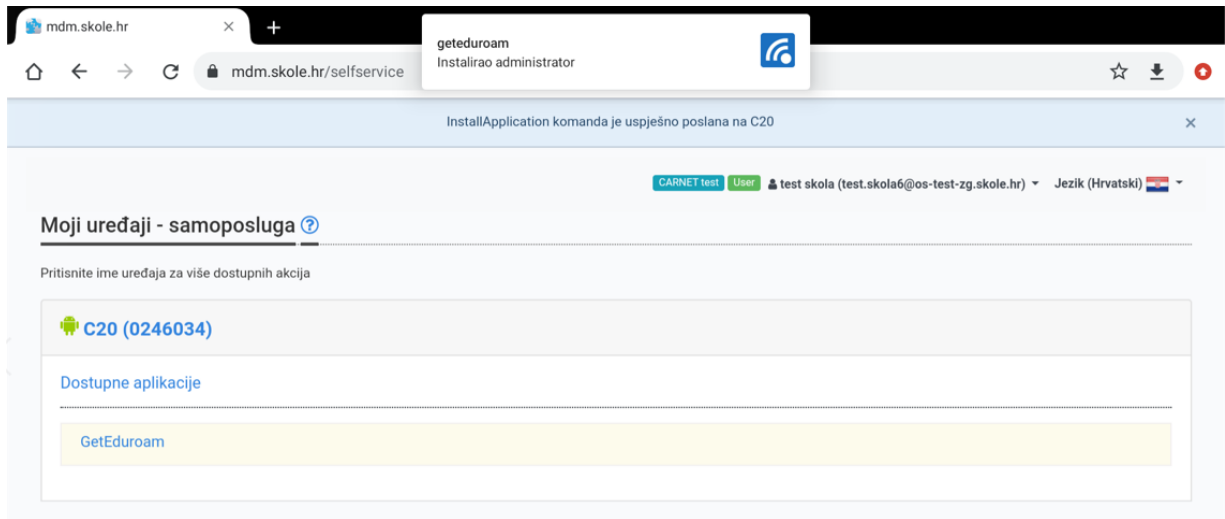 mdm.skole.hr
geteduroam
Instalirao administrator
mdm.skole.hr/selfservice
InstallApplication komanda je uspješno poslana na C20
CARNET test User test skola (test.skola6@os-test-zg.skole.hr) Jezik (Hrvatski)
Moji uređaji - samoposluga
Pritisnite ime uređaja za više dostupnih akcija
C20 (0246034)
Dostupne aplikacije
GetEduroam